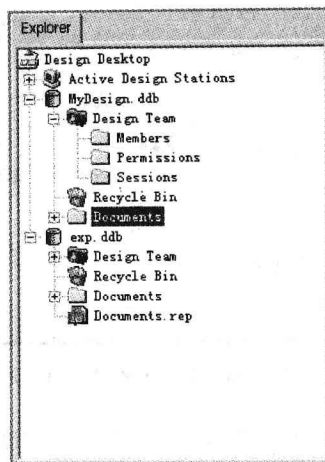 Explorer
Design Desktop
Active Design Stations
MyDesign.ddb
Design Team
Members
Permissions
Sessions
Recycle Bin
Documents
exp.ddb
Design Team
Recycle Bin
Documents
Documents.rep